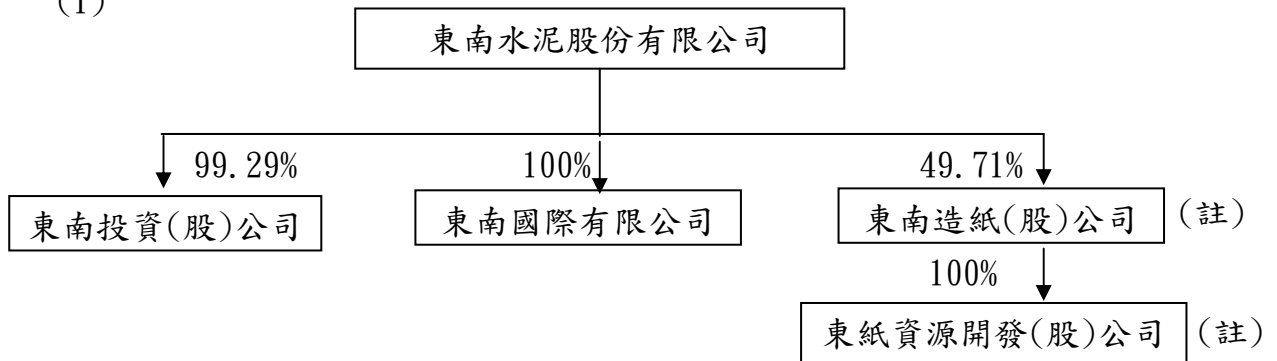 (1)
東南水泥股份有限公司
99.29% 100% 49.71%
東南投資(股)公司 東南國際有限公司 東南造紙(股)公司 (註)
100%
東紙資源開發(股)公司 (註)